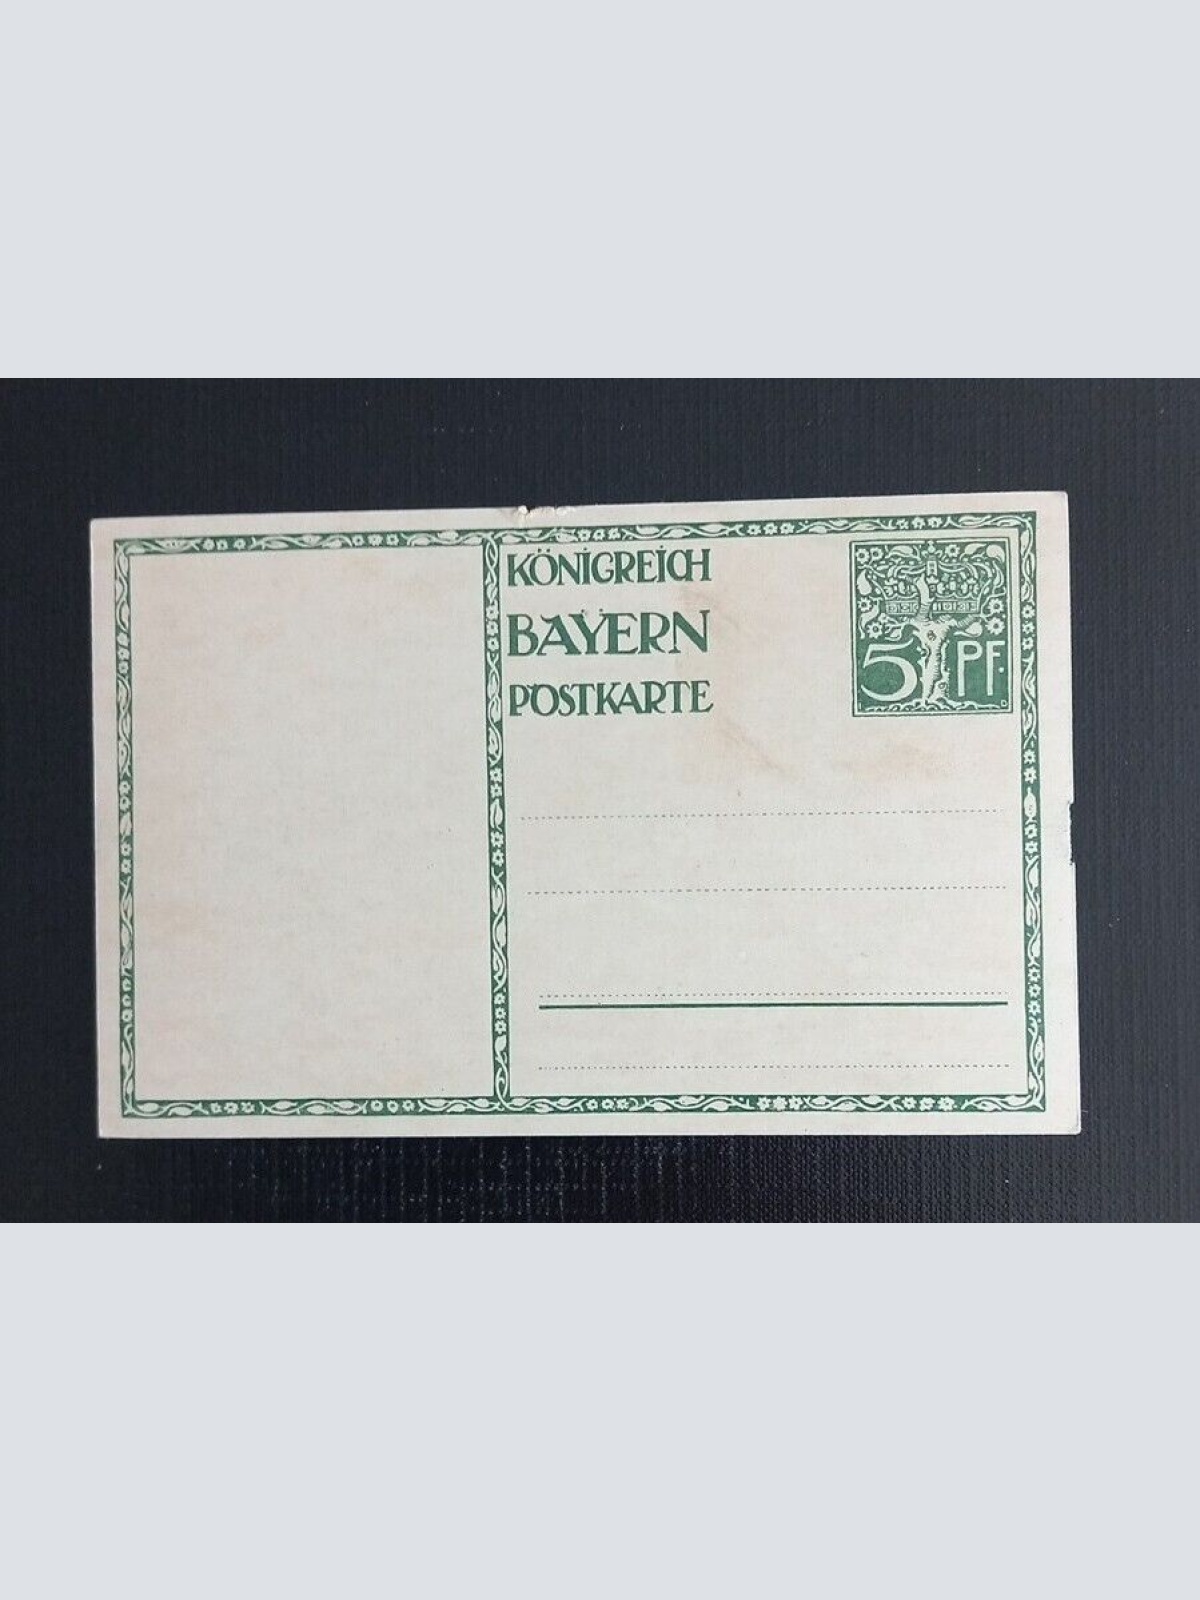 KÖNIGREICH
BAYERN
POSTKARTE
5 PF.